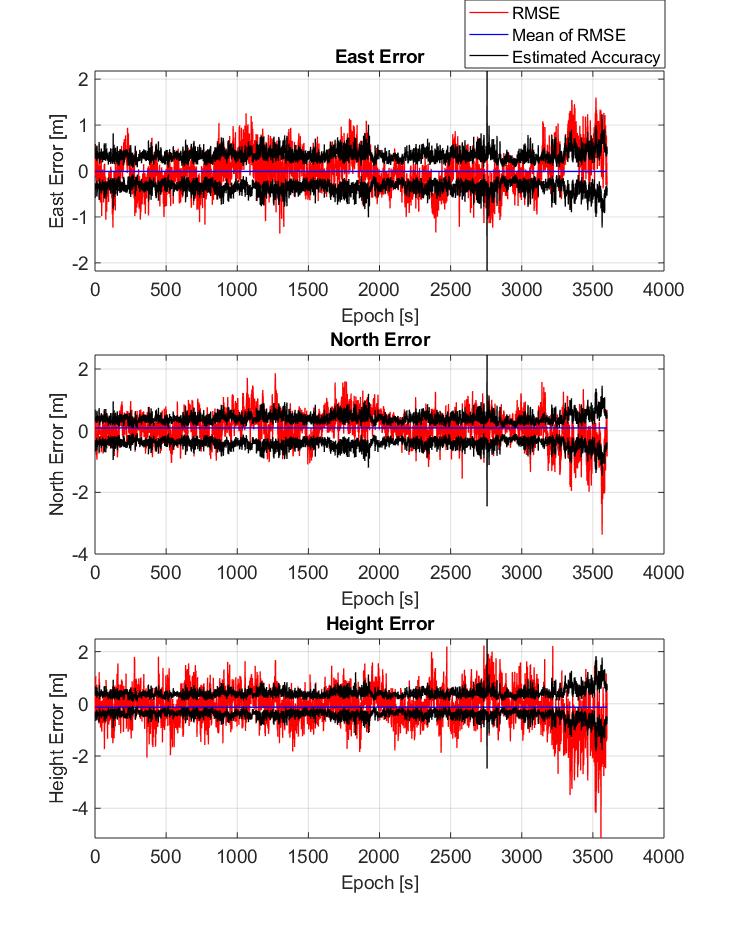 RMSE
Mean of RMSE
Estimated Accuracy
East Error
East Error [m]
2
1
0
-1
-2
0 500 1000 1500 2000 2500 3000 3500 4000
Epoch [s]
North Error
North Error [m]
2
0
-2
-4
0 500 1000 1500 2000 2500 3000 3500 4000
Epoch [s]
Height Error
Height Error [m]
2
0
-2
-4
0 500 1000 1500 2000 2500 3000 3500 4000
Epoch [s]